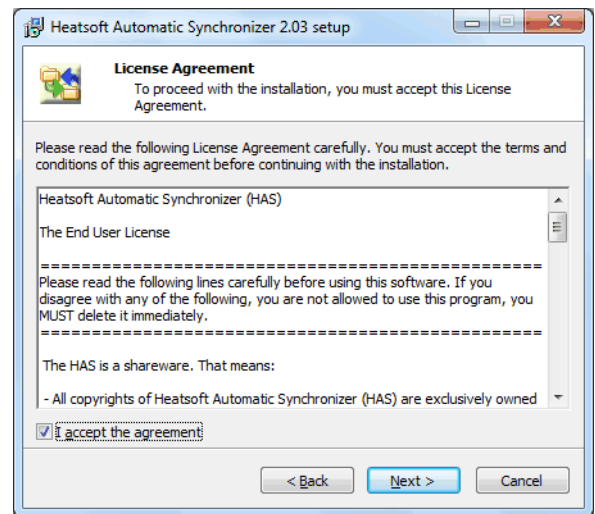 Heatsoft Automatic Synchronizer 2.03 setup
License Agreement
To proceed with the installation, you must accept this License
Agreement.
Please read the following License Agreement carefully. You must accept the terms and
conditions of this agreement before continuing with the installation.
Heatsoft Automatic Synchronizer (HAS)
The End User License
==================================================
Please read the following lines carefully before using this software. If you
disagree with any of the following, you are not allowed to use this program, you
MUST delete it immediately.
==================================================
The HAS is a shareware. That means:
- All copyrights of Heatsoft Automatic Synchronizer (HAS) are exclusively owned
I accept the agreement
< Back
Next >
Cancel